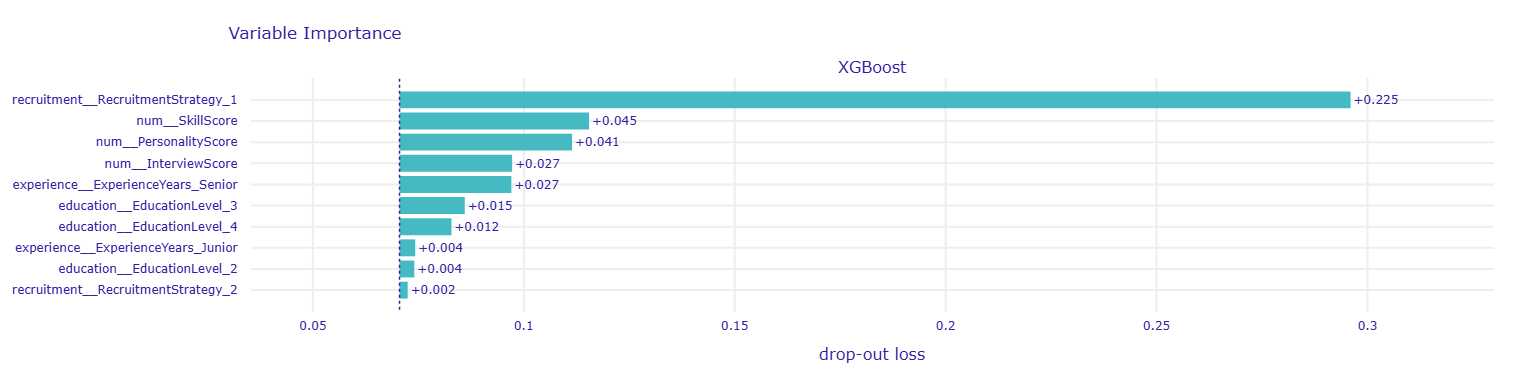 Variable Importance
XGBoost
recruitment__RecruitmentStrategy_1 +0.225
num__SkillScore +0.045
num__PersonalityScore +0.041
num__InterviewScore +0.027
experience__ExperienceYears_Senior +0.027
education__EducationLevel_3 +0.015
education__EducationLevel_4 +0.012
experience__ExperienceYears_Junior +0.004
education__EducationLevel_2 +0.004
recruitment__RecruitmentStrategy_2 +0.002
0.05 0.1 0.15 0.2 0.25 0.3
drop-out loss